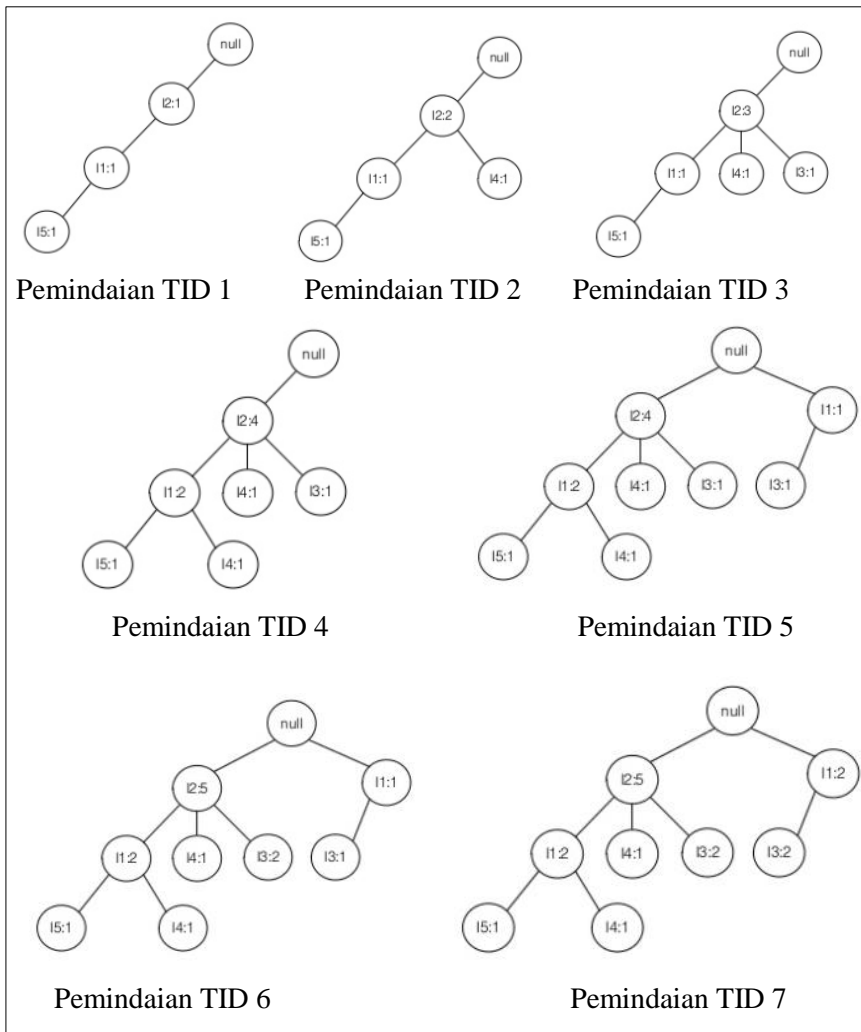 null
I2:1
I1:1
I5:1
Pemindaian TID 1
null
I2:2
I1:1
I4:1
I5:1
Pemindaian TID 2
null
I2:3
I1:1
I4:1
I3:1
I5:1
Pemindaian TID 3
null
I2:4
I1:2
I4:1
I3:1
I5:1
I4:1
Pemindaian TID 4
null
I2:4
I1:1
I1:2
I4:1
I3:1
I3:1
I5:1
I4:1
Pemindaian TID 5
null
I2:5
I1:1
I1:2
I4:1
I3:2
I3:1
I5:1
I4:1
Pemindaian TID 6
null
I2:5
I1:2
I1:2
I4:1
I3:2
I3:2
I5:1
I4:1
Pemindaian TID 7